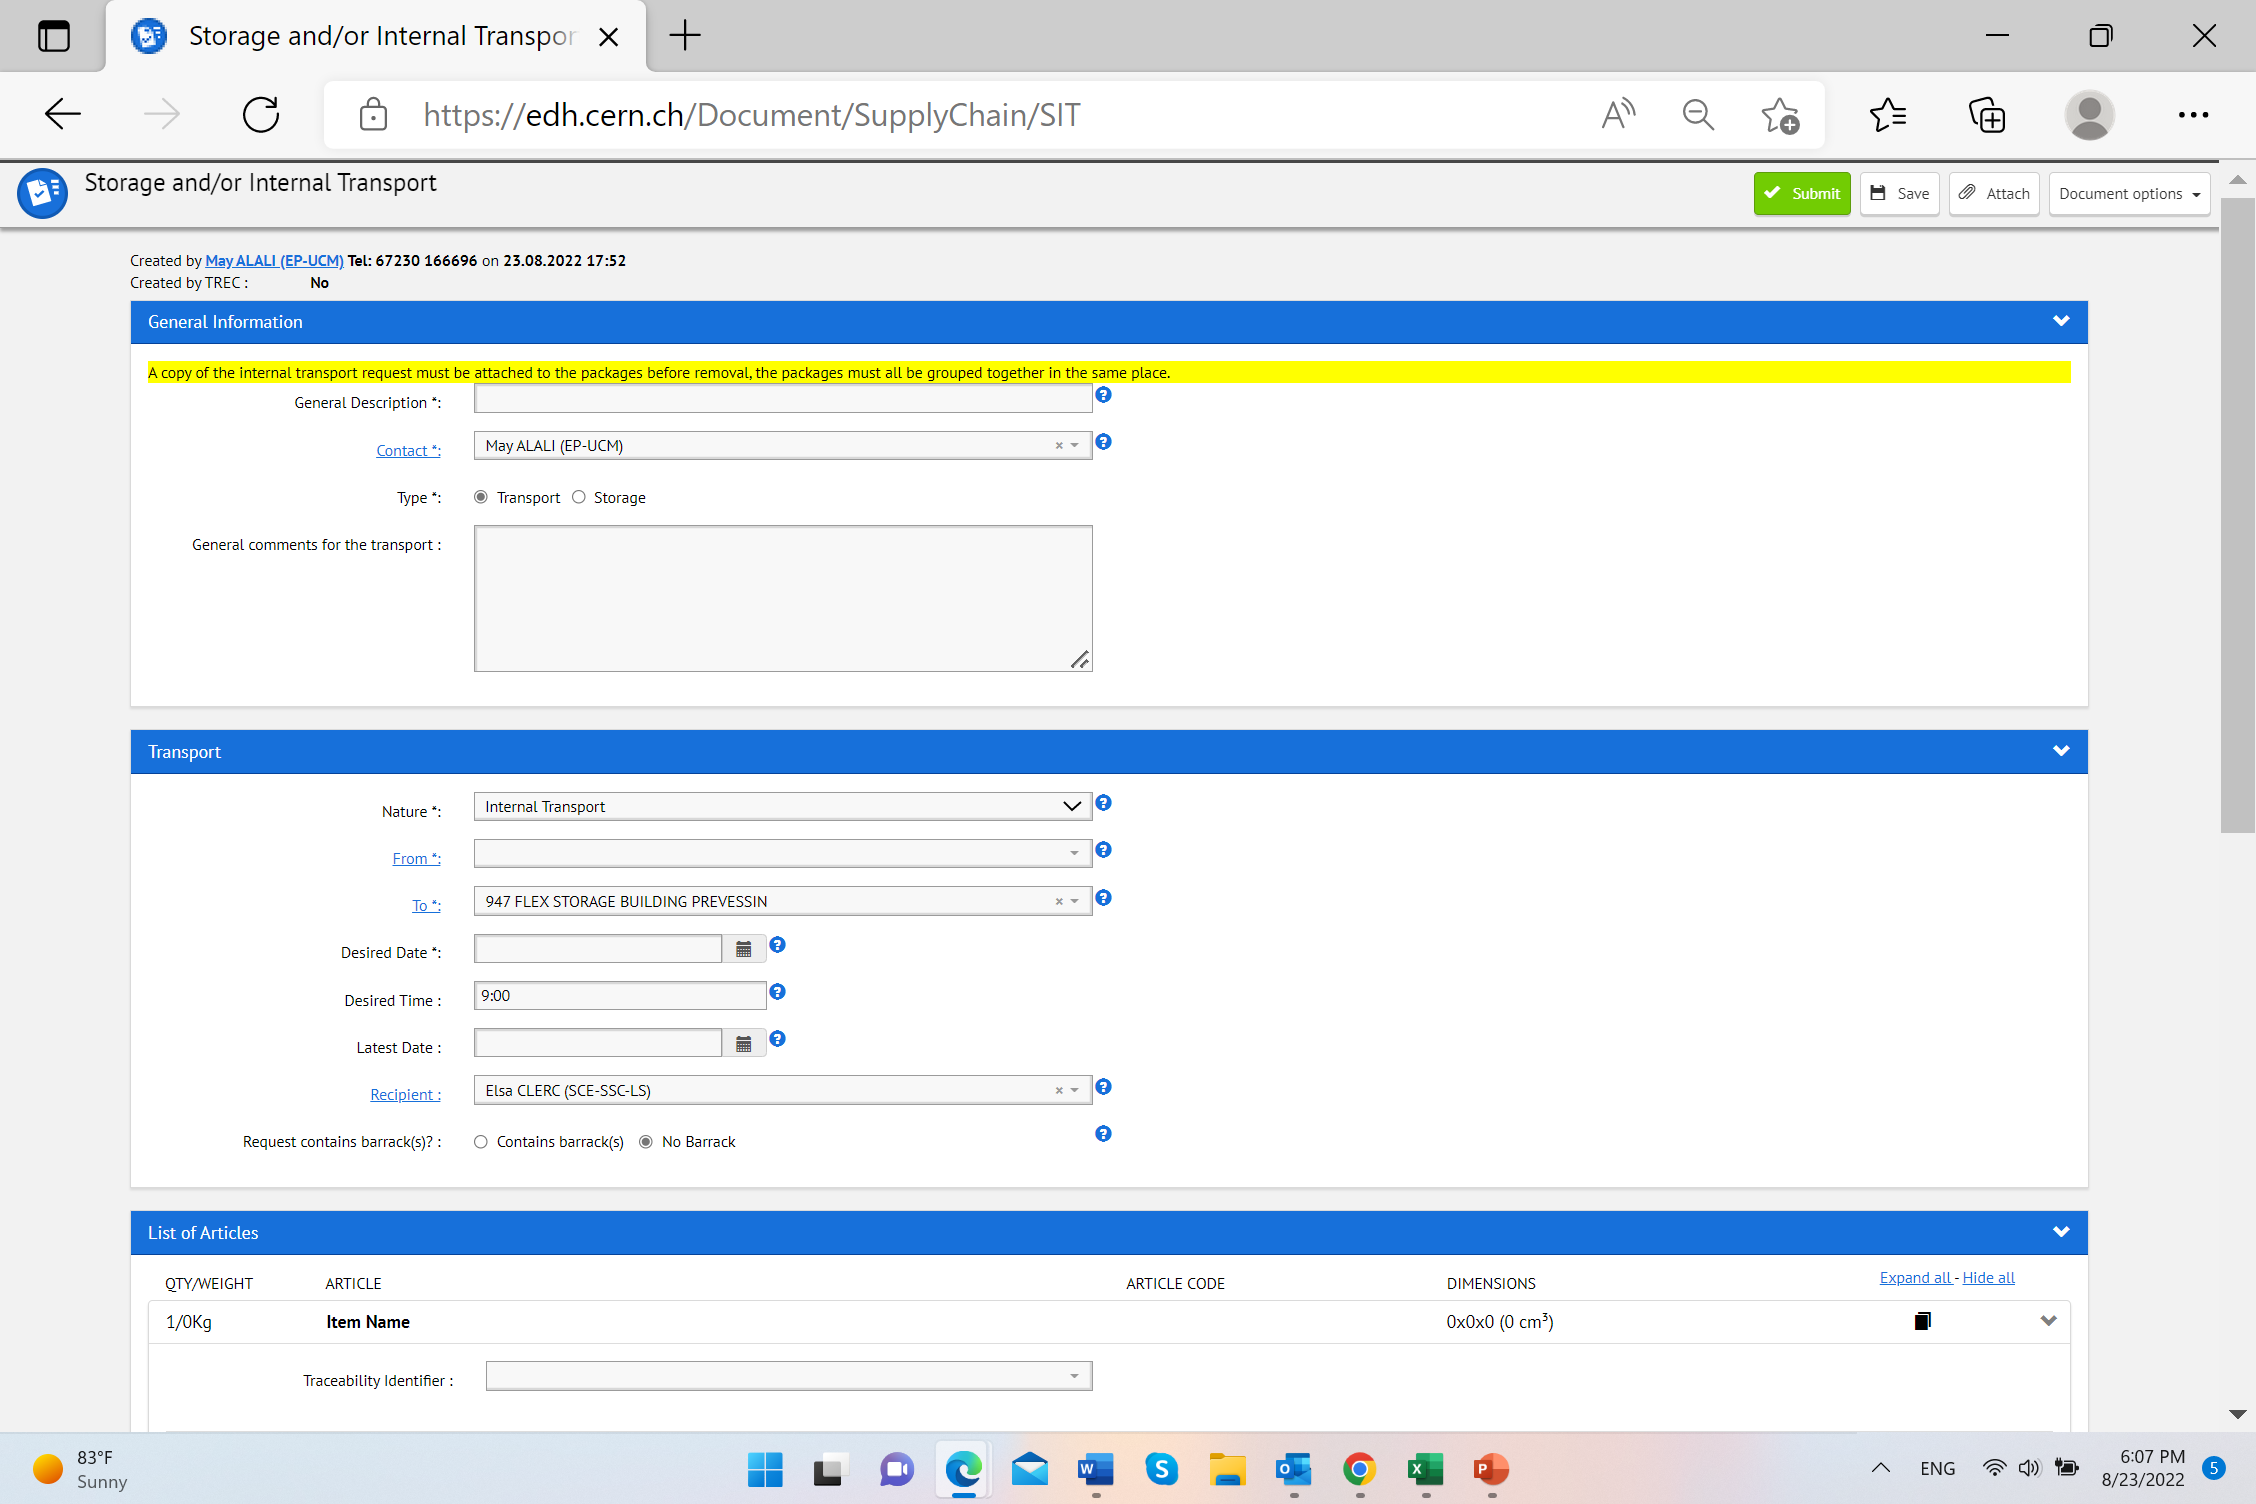 Storage and/or Internal Transpor
https://edh.cern.ch/Document/SupplyChain/SIT
Storage and/or Internal Transport
Submit
Save
Attach
Document options
Created by May ALALI (EP-UCM) Tel: 67230 166696 on 23.08.2022 17:52
Created by TREC : No
General Information
A copy of the internal transport request must be attached to the packages before removal, the packages must all be grouped together in the same place.
General Description *:
Contact *: May ALALI (EP-UCM)
Type *: Transport Storage
General comments for the transport :
Transport
Nature *: Internal Transport
From *:
To *: 947 FLEX STORAGE BUILDING PREVESSIN
Desired Date *:
Desired Time : 9:00
Latest Date :
Recipient : Elsa CLERC (SCE-SSC-LS)
Request contains barrack(s)? : Contains barrack(s) No Barrack
List of Articles
QTY/WEIGHT ARTICLE ARTICLE CODE DIMENSIONS Expand all - Hide all
1/0Kg Item Name 0x0x0 (0 cm³)
Traceability Identifier :
83°F
Sunny
ENG
6:07 PM
8/23/2022
5